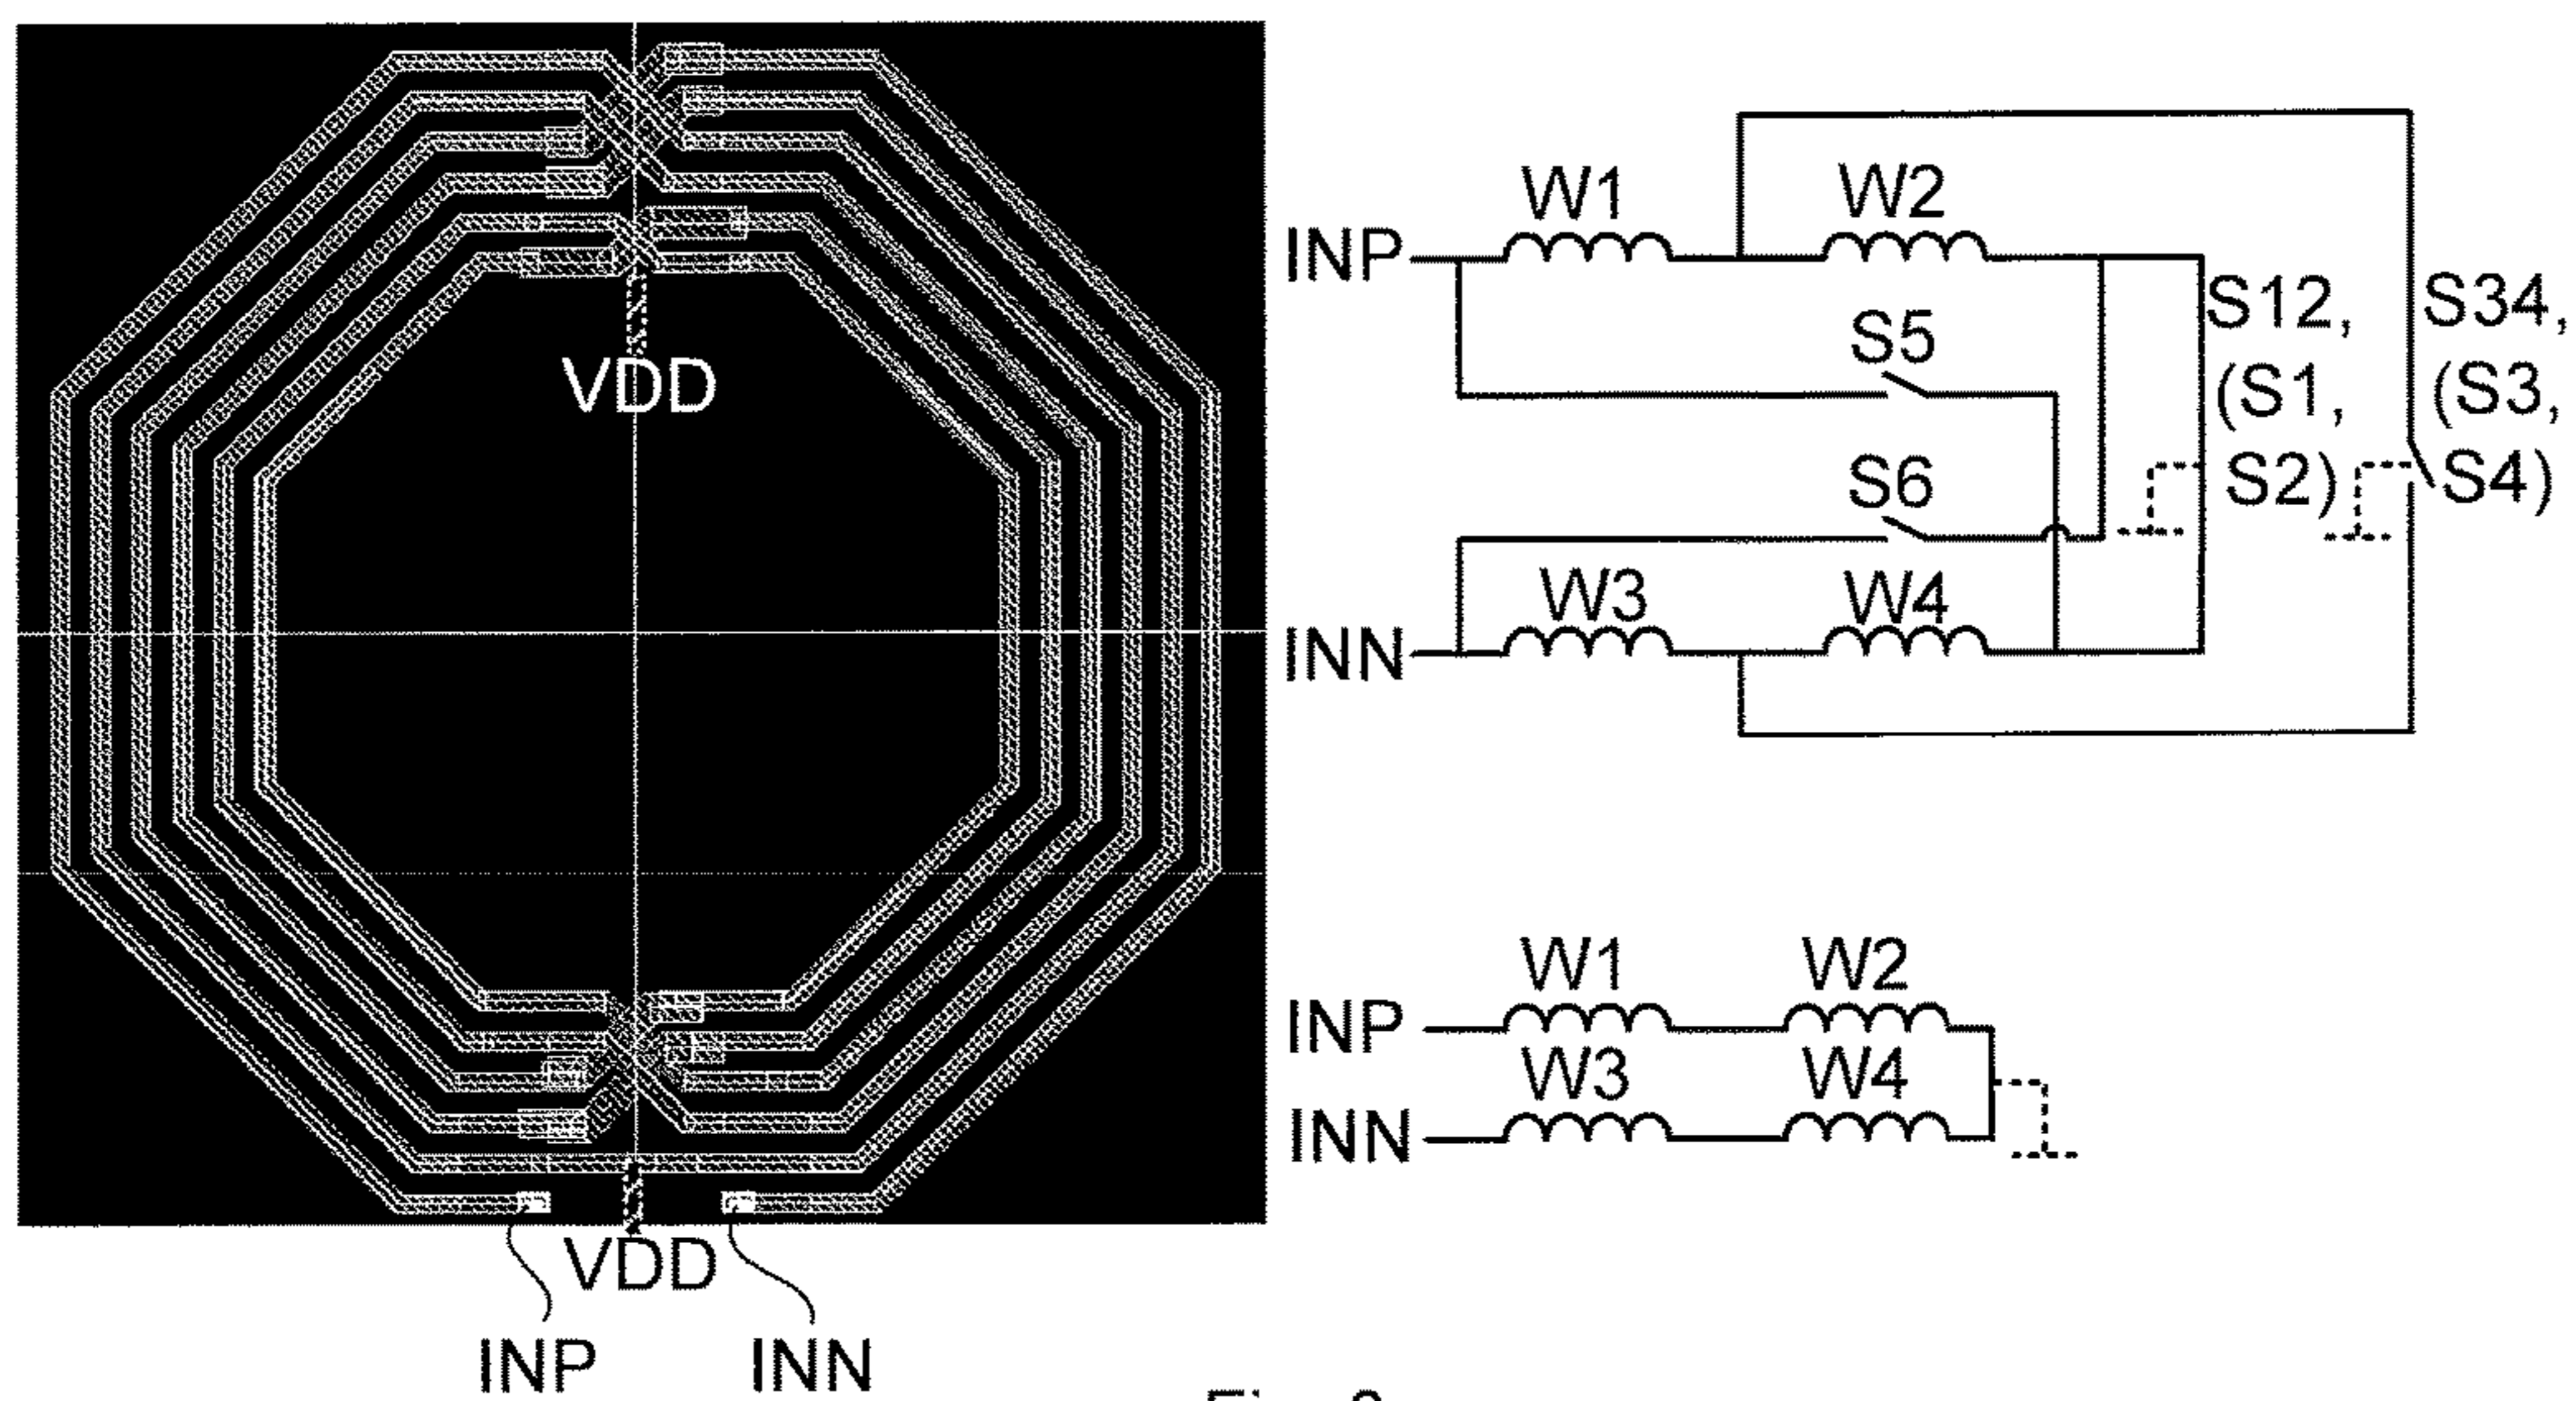 VDD
VDD
INP
INN
W1
W2
INP
S5
S12,
(S1,
S2)
S34,
(S3,
S4)
S6
W3
W4
INN
W1
W2
INP
W3
W4
INN